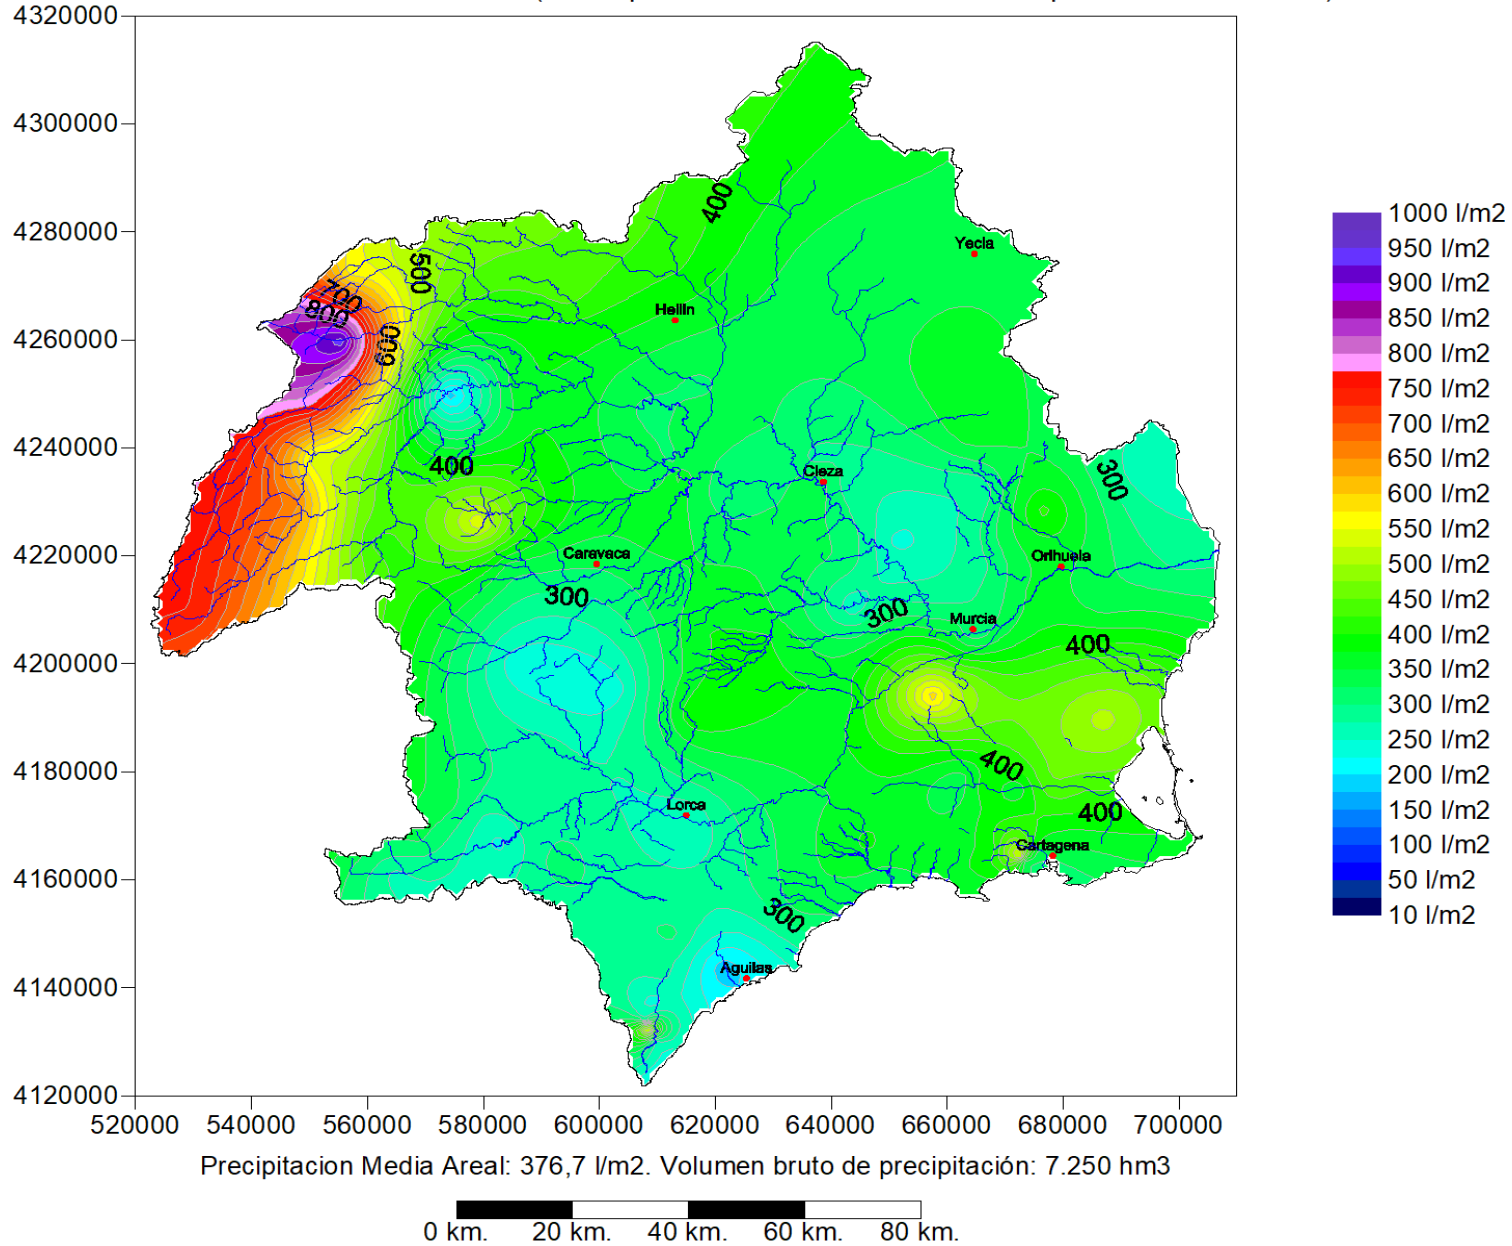 4320000
4300000
4280000
4260000
4240000
4220000
4200000
4180000
4160000
4140000
4120000
520000 540000 560000 580000 600000 620000 640000 660000 680000 700000
400
500
700
800
600
400
300
300
300
400
400
400
300
Yecla
Hellin
Cieza
Caravaca
Orihuela
Murcia
Lorca
Cartagena
Aguilas
1000 l/m2
950 l/m2
900 l/m2
850 l/m2
800 l/m2
750 l/m2
700 l/m2
650 l/m2
600 l/m2
550 l/m2
500 l/m2
450 l/m2
400 l/m2
350 l/m2
300 l/m2
250 l/m2
200 l/m2
150 l/m2
100 l/m2
50 l/m2
10 l/m2
Precipitacion Media Areal: 376,7 l/m2. Volumen bruto de precipitación: 7.250 hm3
0 km. 20 km. 40 km. 60 km. 80 km.